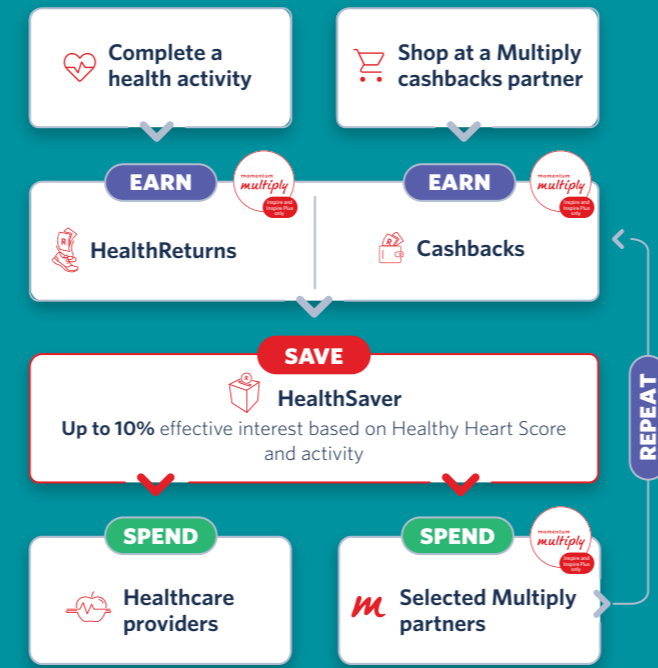 Complete a
health activity
Shop at a Multiply
cashbacks partner
EARN
momentum
multiply
Inspire and
Inspire Plus
only
HealthReturns
R
EARN
momentum
multiply
Inspire and
Inspire Plus
only
Cashbacks
R
SAVE
R
HealthSaver
Up to 10% effective interest based on Healthy Heart Score
and activity
REPEAT
SPEND
Healthcare
providers
SPEND
momentum
multiply
Inspire and
Inspire Plus
only
m
Selected Multiply
partners